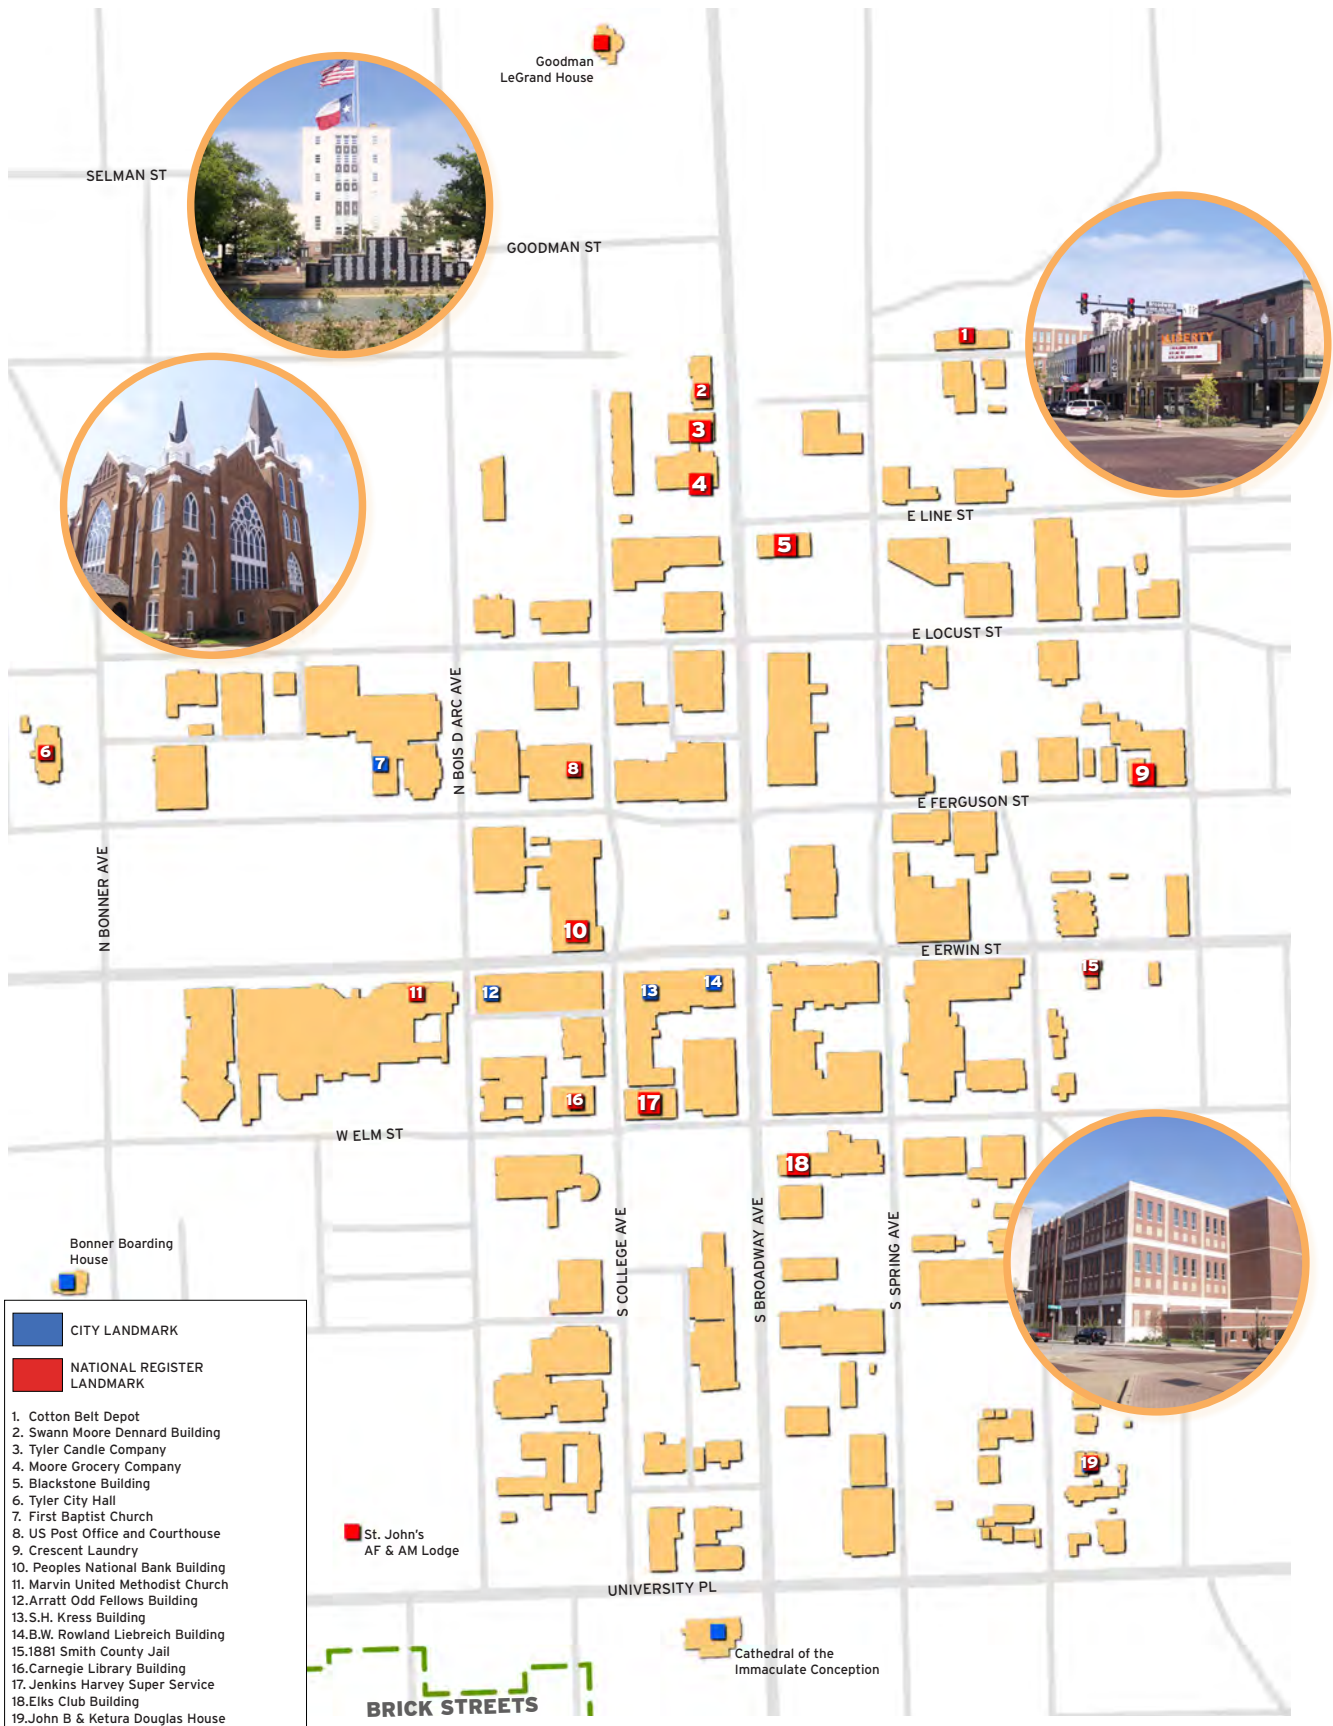 Goodman
LeGrand House
SELMAN ST
GOODMAN ST
LIBERTY
1
2
3
4
E LINE ST
5
E LOCUST ST
N BOIS D ARC AVE
6
7
8
9
E FERGUSON ST
N BONNER AVE
10
E ERWIN ST
11
12
13
14
15
16
17
W ELM ST
18
S COLLEGE AVE
S BROADWAY AVE
S SPRING AVE
Bonner Boarding
House
19
St. John's
AF & AM Lodge
UNIVERSITY PL
Cathedral of the
Immaculate Conception
BRICK STREETS
CITY LANDMARK
NATIONAL REGISTER
LANDMARK
1. Cotton Belt Depot
2. Swann Moore Dennard Building
3. Tyler Candle Company
4. Moore Grocery Company
5. Blackstone Building
6. Tyler City Hall
7. First Baptist Church
8. US Post Office and Courthouse
9. Crescent Laundry
10. Peoples National Bank Building
11. Marvin United Methodist Church
12.Arratt Odd Fellows Building
13.S.H. Kress Building
14.B.W. Rowland Liebreich Building
15.1881 Smith County Jail
16.Carnegie Library Building
17. Jenkins Harvey Super Service
18.Elks Club Building
19.John B & Ketura Douglas House